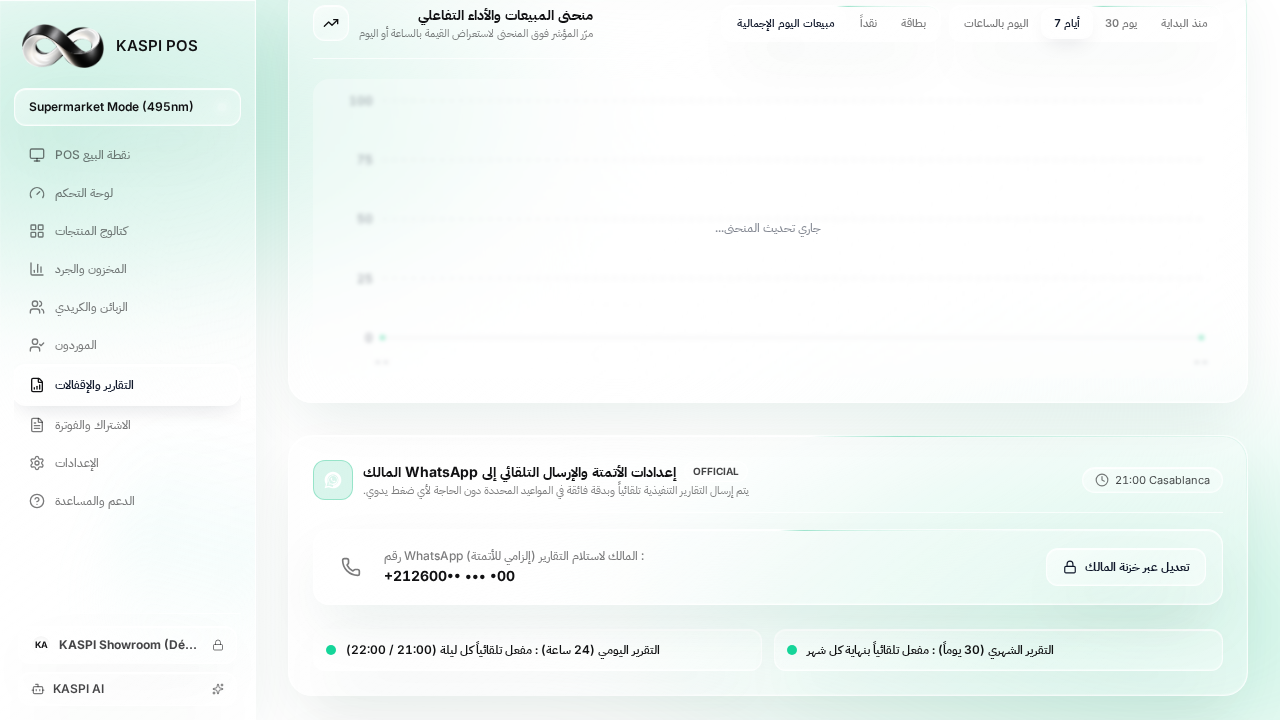 KASPI POS
Supermarket Mode (495nm)
نقطة البيع POS
لوحة التحكم
كتالوج المنتجات
المخزون والجرد
الزبائن والكريدي
الموردون
التقارير والإقفالات
الاشتراك والفوترة
الإعدادات
الدعم والمساعدة
KA KASPI Showroom (Dé...
KASPI AI
منحنى المبيعات والأداء التفاعلي
مرّر المؤشر فوق المنحنى لاستعراض القيمة بالساعة أو اليوم
مبيعات اليوم الإجمالية نقداً بطاقة
اليوم بالساعات 7 أيام 30 يوم منذ البداية
100
75
50
25
0
جاري تحديث المنحنى...
إعدادات الأتمتة والإرسال التلقائي إلى WhatsApp المالك OFFICIAL
يتم إرسال التقارير التنفيذية تلقائياً وبدقة فائقة في المواعيد المحددة دون الحاجة لأي ضغط يدوي.
21:00 Casablanca
رقم WhatsApp المالك لاستلام التقارير (إلزامي للأتمتة) :
+212600•• ••• •00
تعديل عبر خزنة المالك
التقرير اليومي (24 ساعة) : مفعل تلقائياً كل ليلة (21:00 / 22:00)
التقرير الشهري (30 يوماً) : مفعل تلقائياً بنهاية كل شهر